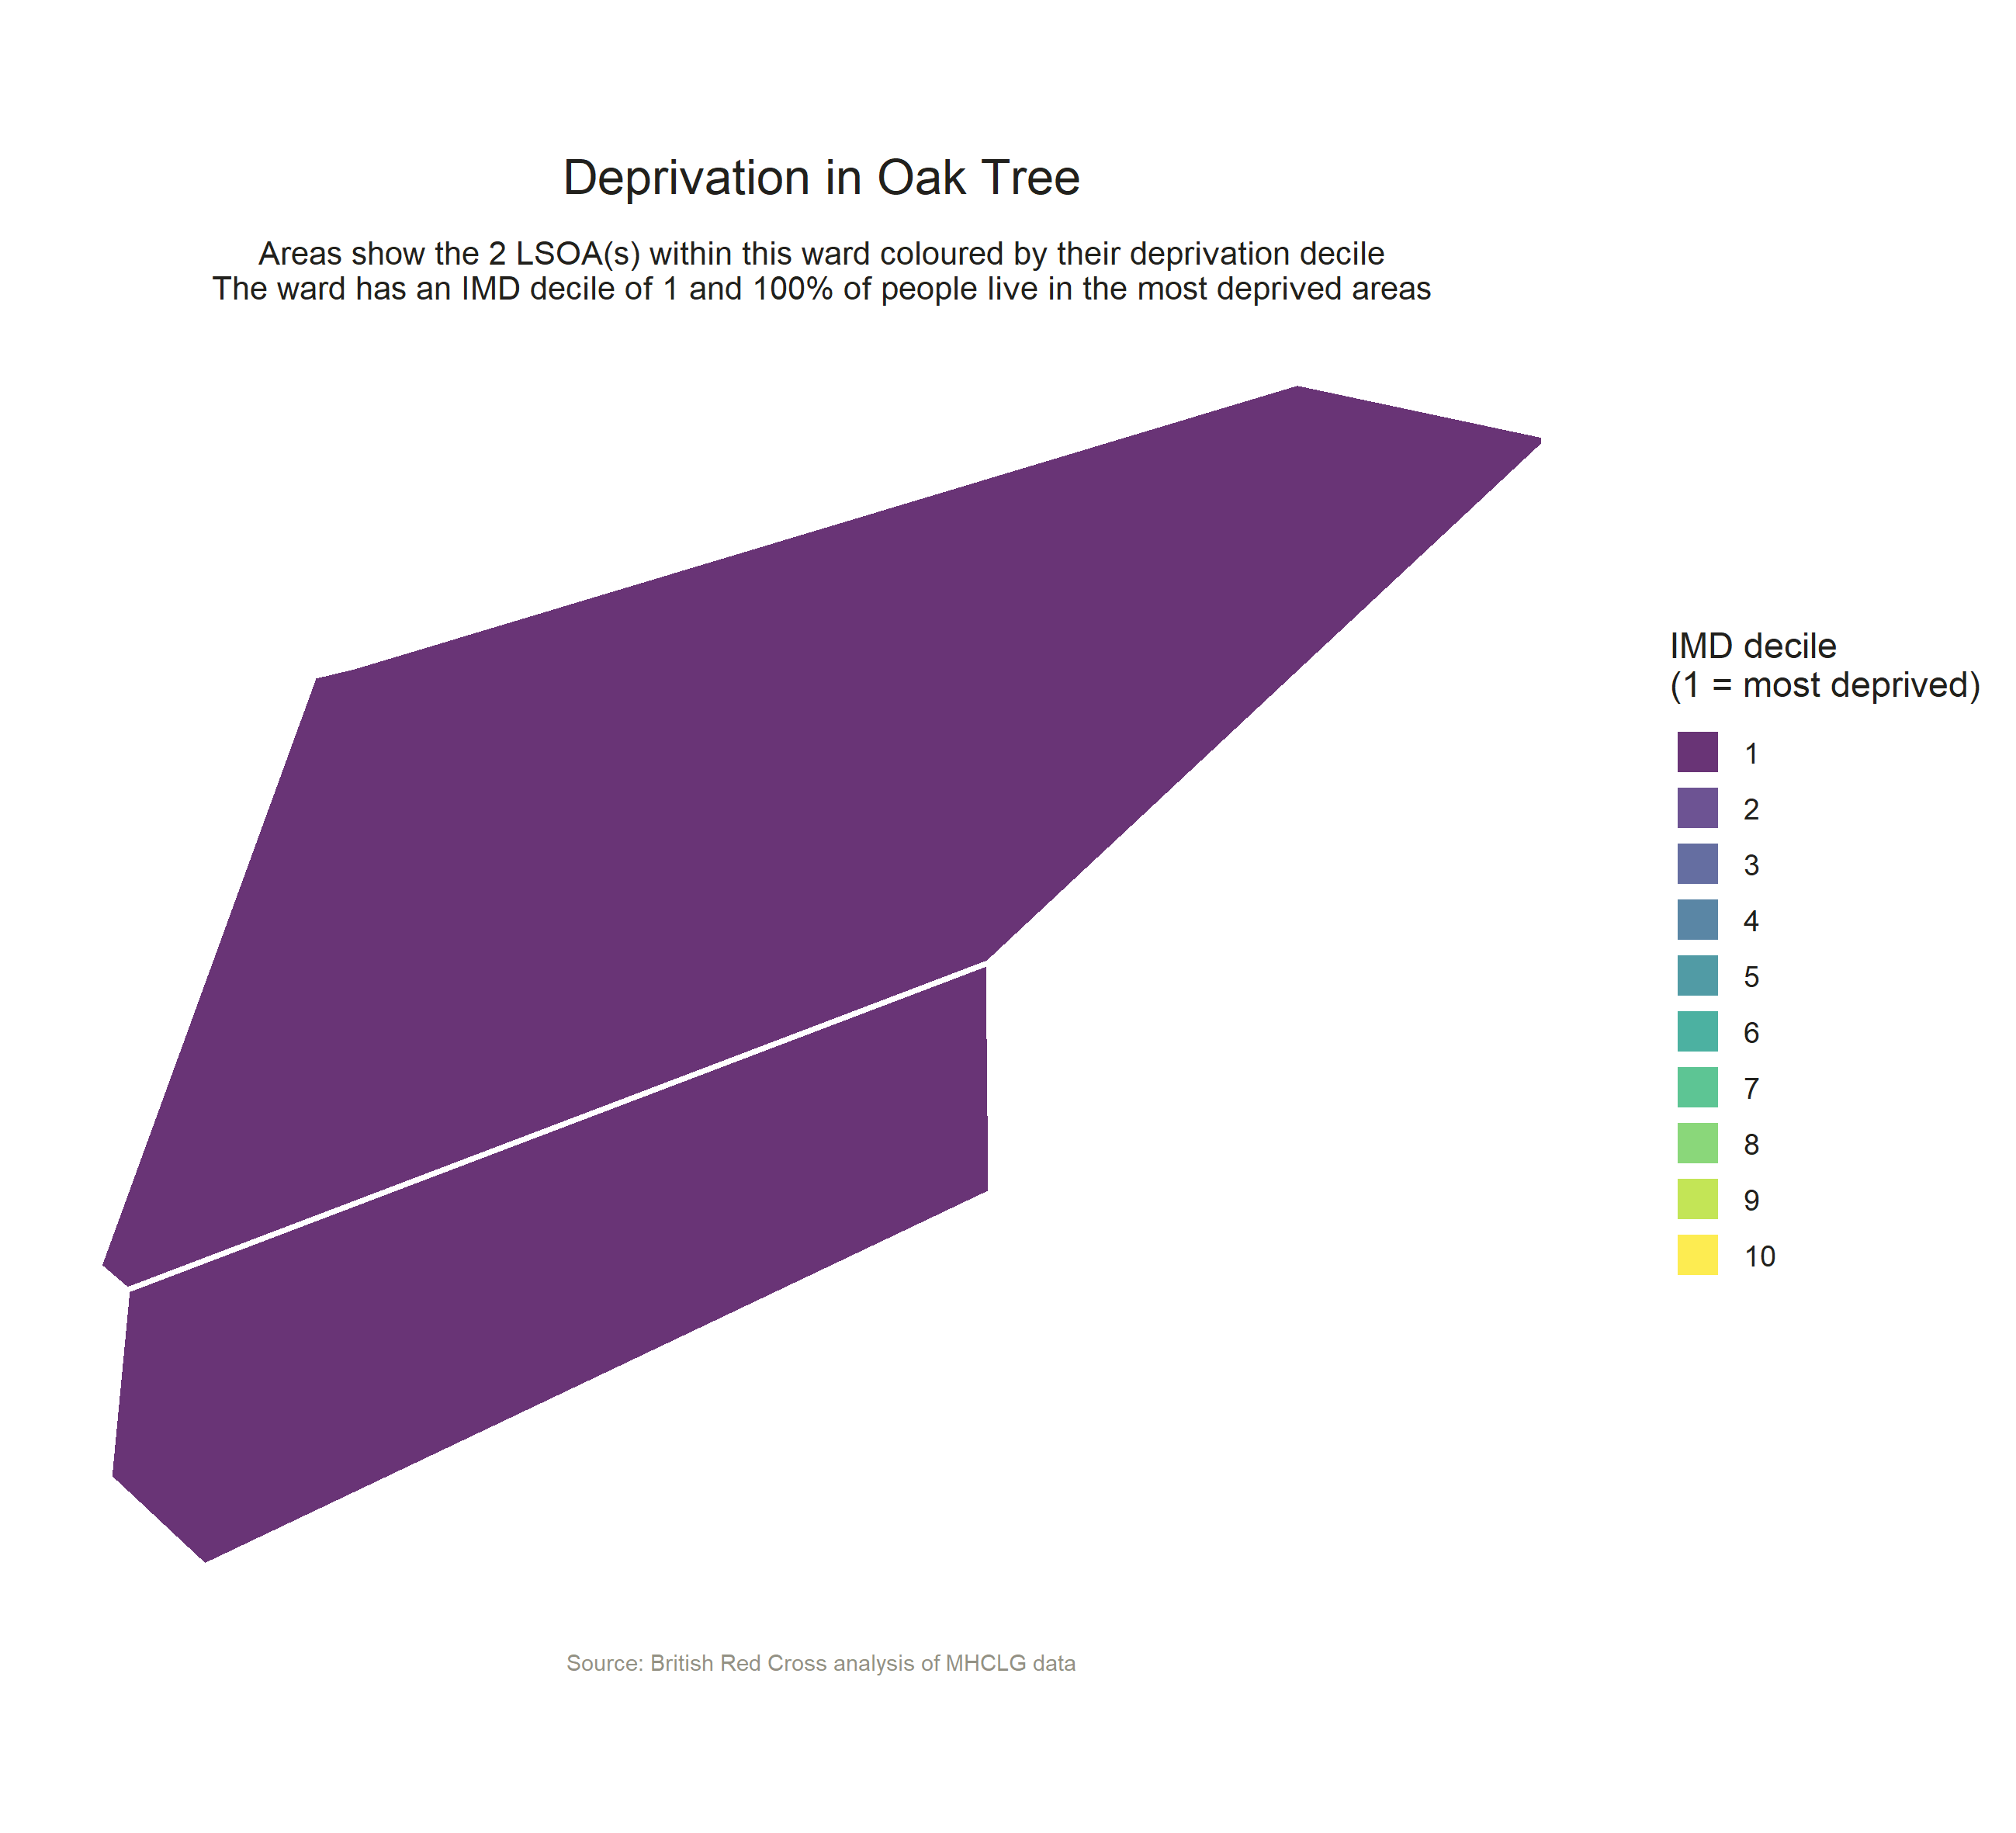 Deprivation in Oak Tree
Areas show the 2 LSOA(s) within this ward coloured by their deprivation decile
The ward has an IMD decile of 1 and 100% of people live in the most deprived areas
IMD decile
(1 = most deprived)
1
2
3
4
5
6
7
8
9
10
Source: British Red Cross analysis of MHCLG data